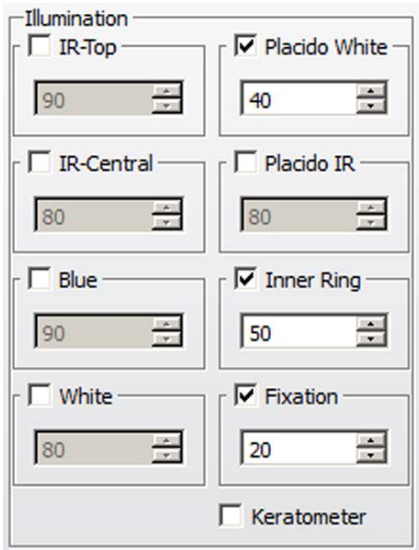 Illumination
IR-Top
Placido White
90
40
IR-Central
Placido IR
80
80
Blue
Inner Ring
90
50
White
Fixation
80
20
Keratometer